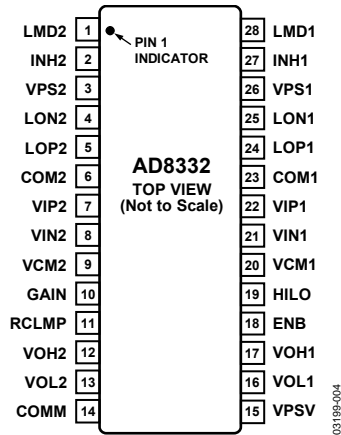 LMD2 1 28 LMD1
PIN 1
INDICATOR
INH2 2 27 INH1
VPS2 3 26 VPS1
LON2 4 25 LON1
LOP2 5 24 LOP1
AD8332
TOP VIEW
(Not to Scale)
COM2 6 23 COM1
VIP2 7 22 VIP1
VIN2 8 21 VIN1
VCM2 9 20 VCM1
GAIN 10 19 HILO
RCLMP 11 18 ENB
VOH2 12 17 VOH1
VOL2 13 16 VOL1
COMM 14 15 VPSV
03199-004